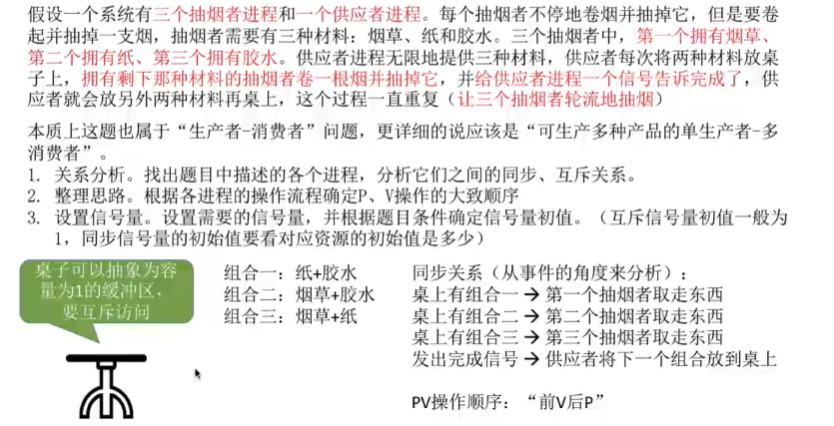 假设一个系统有三个抽烟者进程和一个供应者进程。每个抽烟者不停地卷烟并抽掉它，但是要卷
起并抽掉一支烟，抽烟者需要有三种材料：烟草、纸和胶水。三个抽烟者中，第一个拥有烟草、
第二个拥有纸、第三个拥有胶水。供应者进程无限地提供三种材料，供应者每次将两种材料放桌
子上，拥有剩下那种材料的抽烟者卷一根烟并抽掉它，并给供应者进程一个信号告诉完成了，供
应者就会放另外两种材料再桌上，这个过程一直重复（让三个抽烟者轮流地抽烟）
本质上这题也属于“生产者-消费者”问题，更详细的说应该是“可生产多种产品的单生产者-多
消费者”。
1. 关系分析。找出题目中描述的各个进程，分析它们之间的同步、互斥关系。
2. 整理思路。根据各进程的操作流程确定P、V操作的大致顺序
3. 设置信号量。设置需要的信号量，并根据题目条件确定信号量初值。（互斥信号量初值一般为
1，同步信号量的初始值要看对应资源的初始值是多少）
桌子可以抽象为容
量为1的缓冲区，
要互斥访问
组合一：纸+胶水
组合二：烟草+胶水
组合三：烟草+纸
同步关系（从事件的角度来分析）：
桌上有组合一 → 第一个抽烟者取走东西
桌上有组合二 → 第二个抽烟者取走东西
桌上有组合三 → 第三个抽烟者取走东西
发出完成信号 → 供应者将下一个组合放到桌上
PV操作顺序：“前V后P”